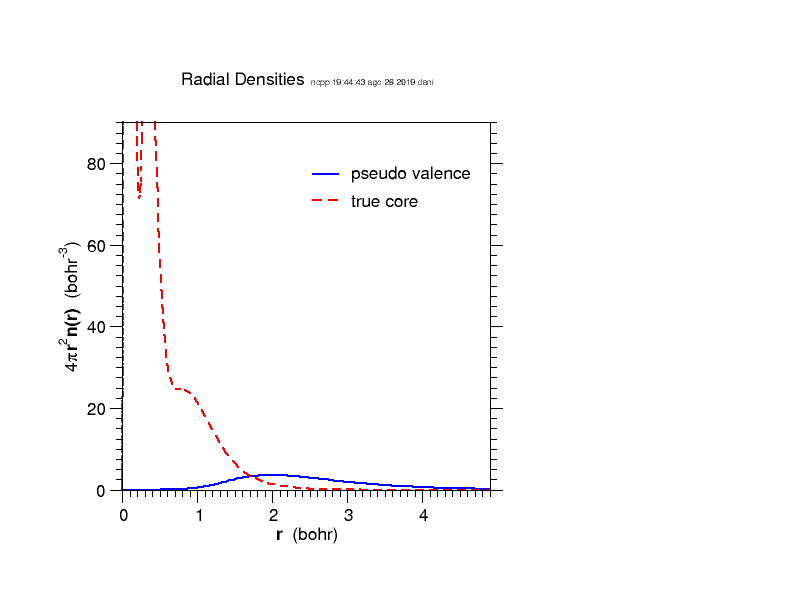 Radial Densities ncpp 19:44:43 ago 26 2019 dani
80
60
40
20
0
4πr²n(r) (bohr⁻³)
pseudo valence
true core
0 1 2 3 4
r (bohr)